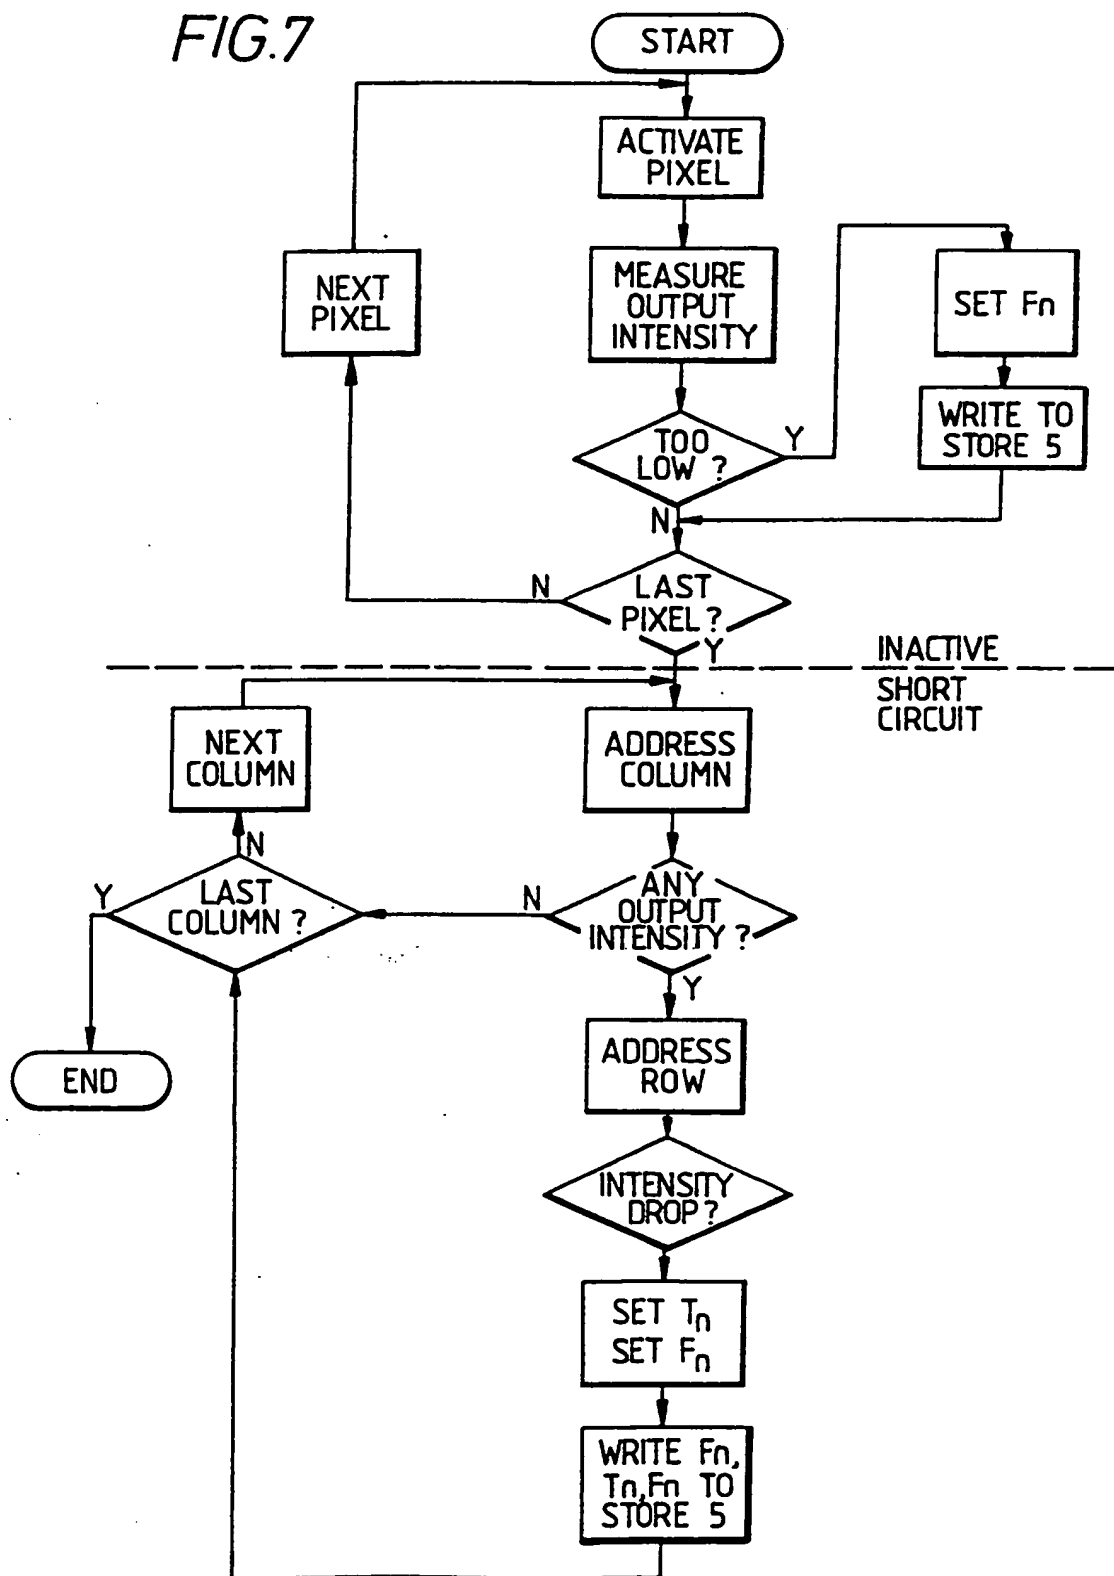 FIG.7
START
ACTIVATE
PIXEL
NEXT
PIXEL
MEASURE
OUTPUT
INTENSITY
SET Fn
WRITE TO
STORE 5
TOO
LOW ?
Y
N
LAST
PIXEL ?
N
Y
INACTIVE
SHORT
CIRCUIT
NEXT
COLUMN
ADDRESS
COLUMN
N
Y
LAST
COLUMN ?
N
ANY
OUTPUT
INTENSITY ?
Y
ADDRESS
ROW
END
INTENSITY
DROP ?
SET Tn
SET Fn
WRITE Fn,
Tn,Fn TO
STORE 5